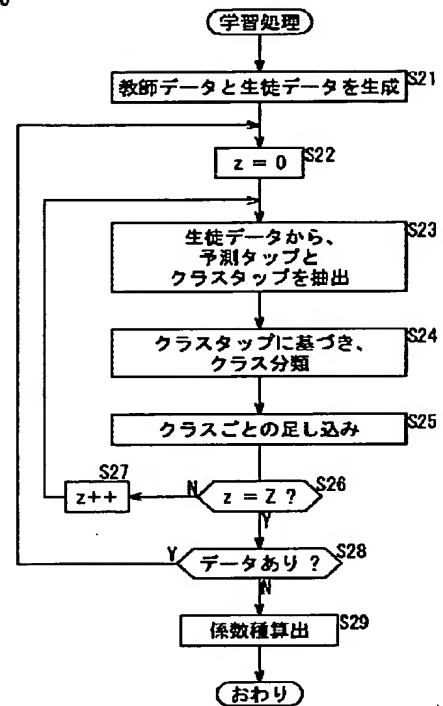 学習処理
教師データと生徒データを生成 S21
z = 0 S22
生徒データから、 S23
予測タップと
クラスタップを抽出
クラスタップに基づき、 S24
クラス分類
クラスごとの足し込み S25
S27
z++ N z = Z ? S26
Y
Y データあり ? S28
N
係数種算出 S29
おわり